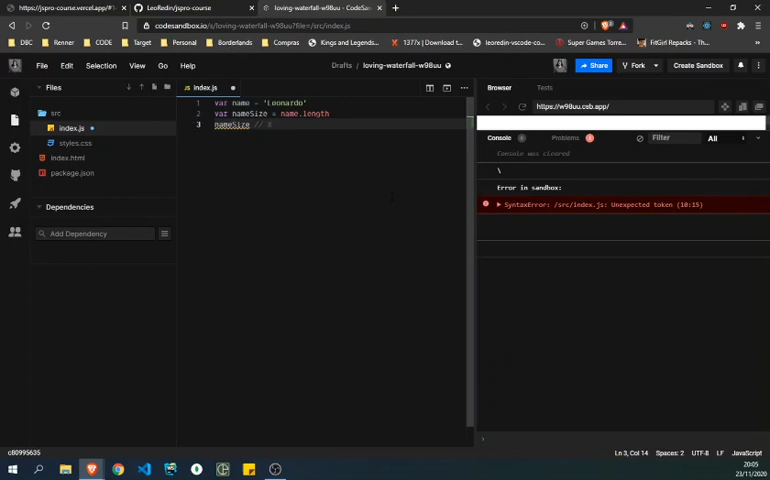 https://jspro-course.vercel.app/#1
LeoRedin/jspro-course
loving-waterfall-w98uu - CodeSan
codesandbox.io/s/loving-waterfall-w98uu?file=/src/index.js
DBC
Renner
CODE
Target
Personal
Borderlands
Compras
Kings and Legends...
1377x | Download t...
leoredin-vscode-co...
Super Games Torre...
FitGirl Repacks - Th...
File
Edit
Selection
View
Go
Help
Drafts / loving-waterfall-w98uu
Share
Fork
Create Sandbox
Files
src
index.js
styles.css
index.html
package.json
Dependencies
Add Dependency
index.js
1 var name = 'Leonardo'
2 var nameSize = name.length
3 nameSize // 8
Browser
Tests
https://w98uu.csb.app/
Console
Problems
Filter
All
Console was cleared
\
Error in sandbox:
SyntaxError: /src/index.js: Unexpected token (10:15)
c80995635
Ln 3, Col 14
Spaces: 2
UTF-8
LF
JavaScript
20:05
23/11/2020